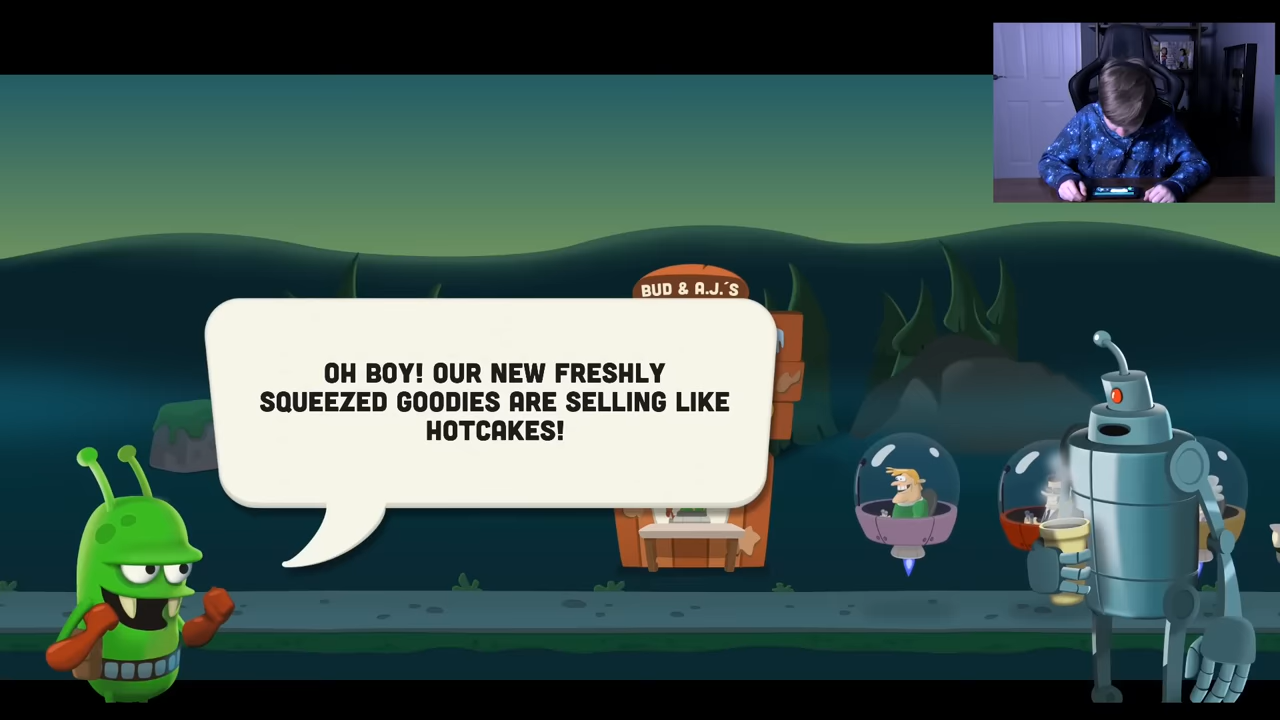 BUD & A.J.´S
OH BOY! OUR NEW FRESHLY
SQUEEZED GOODIES ARE SELLING LIKE
HOTCAKES!